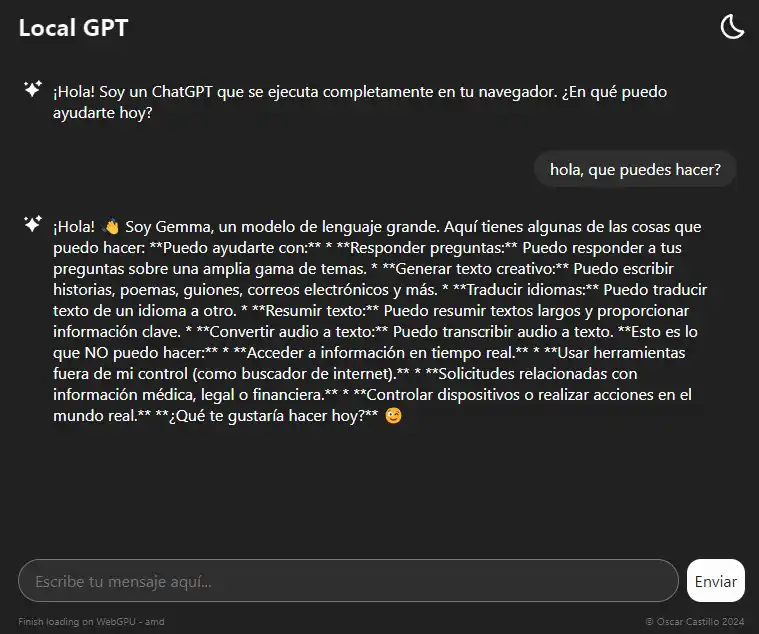 Local GPT
¡Hola! Soy un ChatGPT que se ejecuta completamente en tu navegador. ¿En qué puedo
ayudarte hoy?
hola, que puedes hacer?
¡Hola! 👋 Soy Gemma, un modelo de lenguaje grande. Aquí tienes algunas de las cosas que
puedo hacer: **Puedo ayudarte con:** * **Responder preguntas:** Puedo responder a tus
preguntas sobre una amplia gama de temas. * **Generar texto creativo:** Puedo escribir
historias, poemas, guiones, correos electrónicos y más. * **Traducir idiomas:** Puedo traducir
texto de un idioma a otro. * **Resumir texto:** Puedo resumir textos largos y proporcionar
información clave. * **Convertir audio a texto:** Puedo transcribir audio a texto. **Esto es lo
que NO puedo hacer:** * **Acceder a información en tiempo real.** * **Usar herramientas
fuera de mi control (como buscador de internet).** * **Solicitudes relacionadas con
información médica, legal o financiera.** * **Controlar dispositivos o realizar acciones en el
mundo real.** **¿Qué te gustaría hacer hoy?** 😉
Escribe tu mensaje aquí...
Enviar
Finish loading on WebGPU - amd
© Oscar Castillo 2024